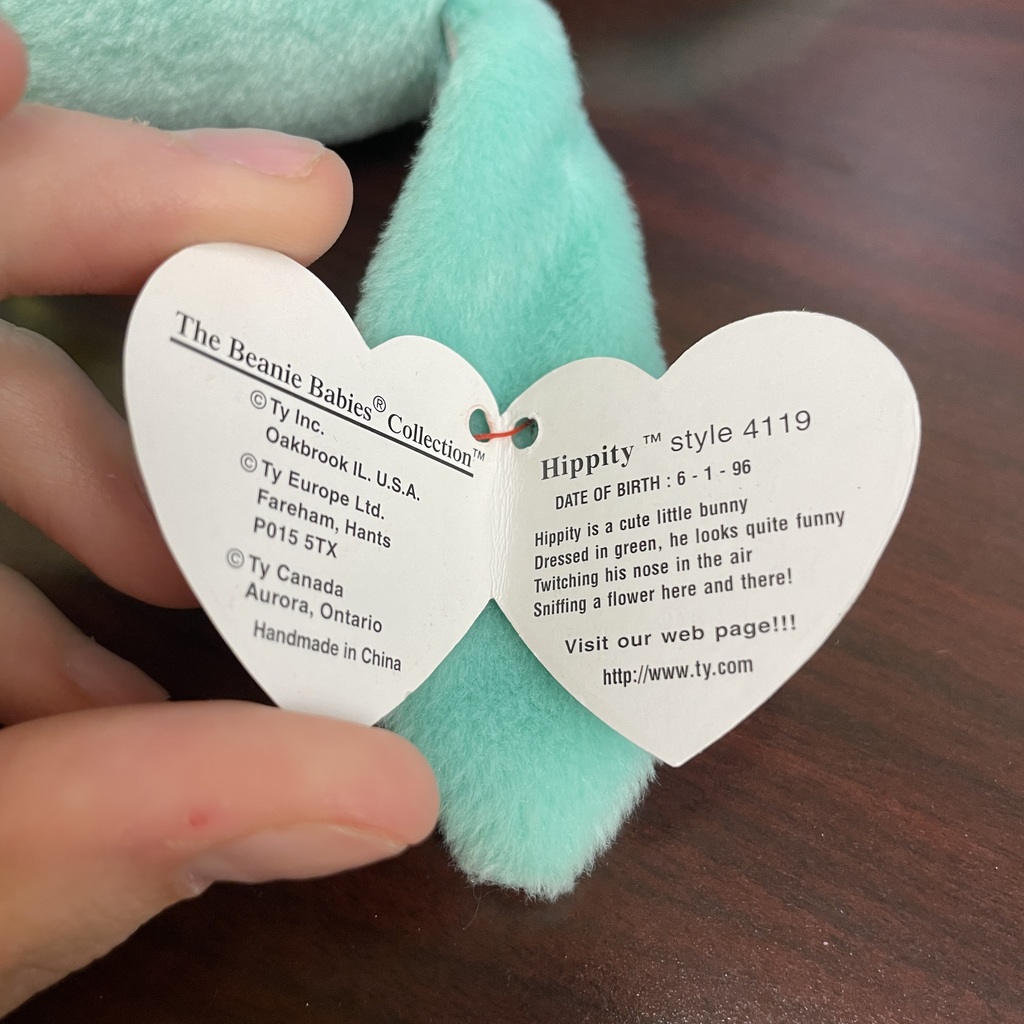 The Beanie Babies® Collection™
©Ty Inc.
Oakbrook IL. U.S.A.
©Ty Europe Ltd.
Fareham, Hants
P015 5TX
©Ty Canada
Aurora, Ontario
Handmade in China
Hippity™ style 4119
DATE OF BIRTH : 6 - 1 - 96
Hippity is a cute little bunny
Dressed in green, he looks quite funny
Twitching his nose in the air
Sniffing a flower here and there!
Visit our web page!!!
http://www.ty.com